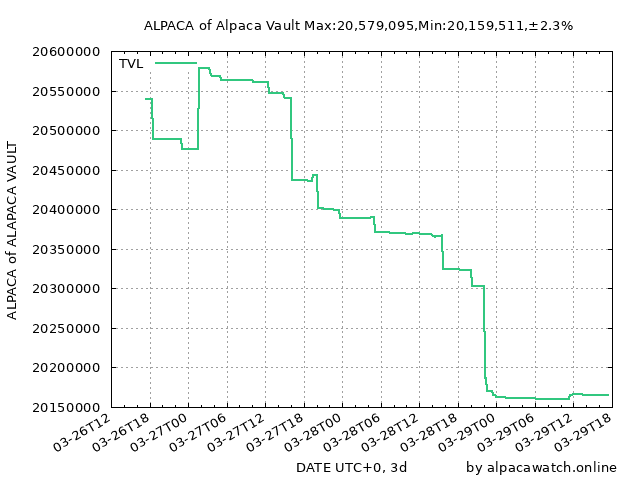 ALPACA of Alpaca Vault Max:20,579,095,Min:20,159,511,±2.3%
TVL
ALPACA of ALAPACA VAULT
20600000
20550000
20500000
20450000
20400000
20350000
20300000
20250000
20200000
20150000
03-26T12
03-26T18
03-27T00
03-27T06
03-27T12
03-27T18
03-28T00
03-28T06
03-28T12
03-28T18
03-29T00
03-29T06
03-29T12
03-29T18
DATE UTC+0, 3d
by alpacawatch.online